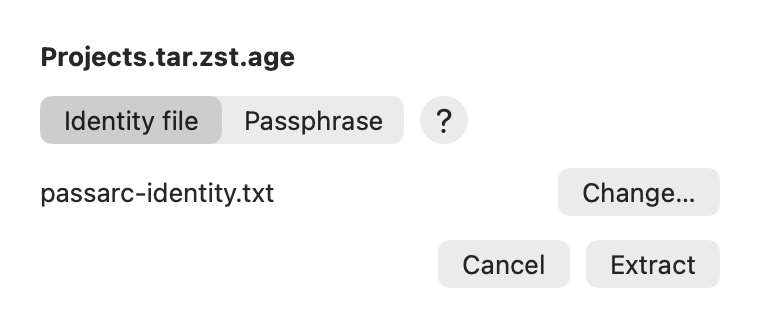 Projects.tar.zst.age
Identity file Passphrase ?
passarc-identity.txt Change...
Cancel Extract